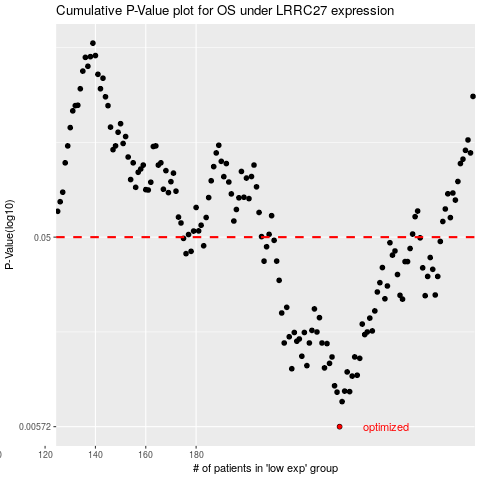 Cumulative P-Value plot for OS under LRRC27 expression
P-Value(log10)
0.05
0.00572
optimized
0 120 140 160 180
# of patients in 'low exp' group